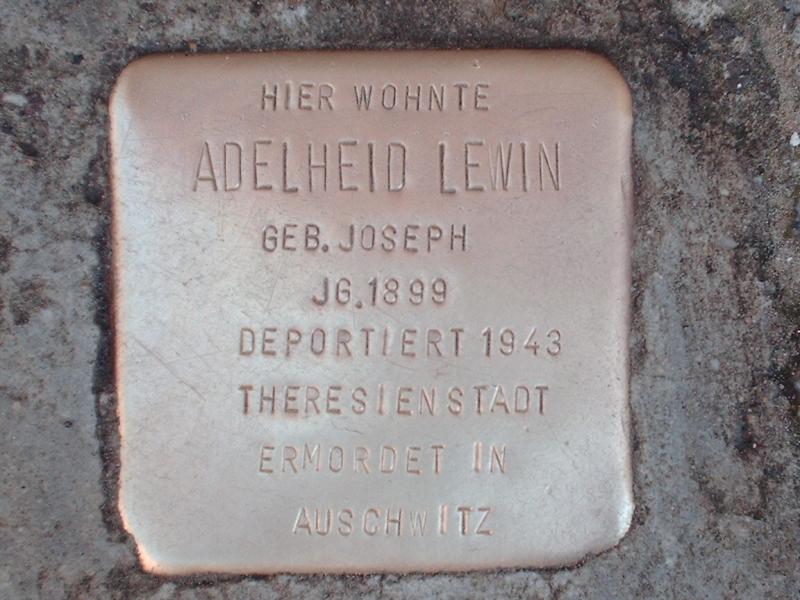 HIER WOHNTE
ADELHEID LEWIN
GEB. JOSEPH
JG. 1899
DEPORTIERT 1943
THERESIENSTADT
ERMORDET IN
AUSCHWITZ